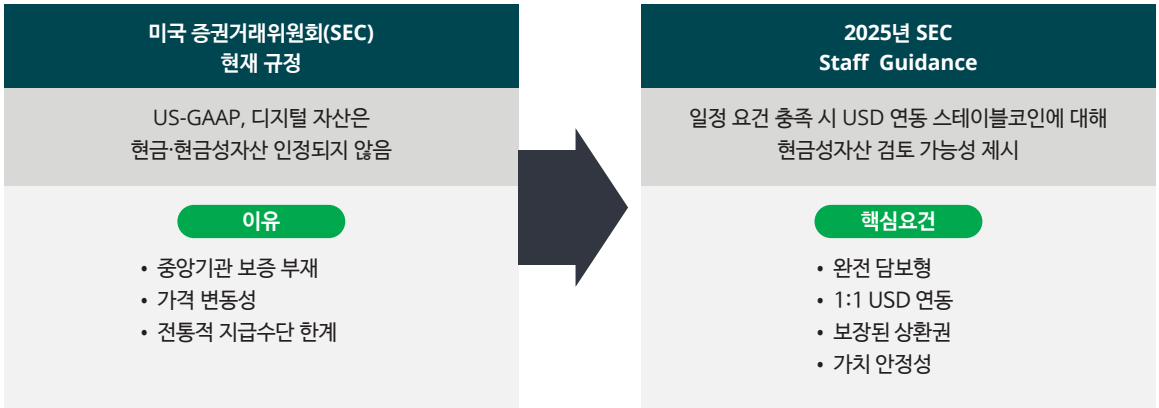 미국 증권거래위원회(SEC)
현재 규정
US-GAAP, 디지털 자산은
현금·현금성자산 인정되지 않음
이유
• 중앙기관 보증 부재
• 가격 변동성
• 전통적 지급수단 한계
2025년 SEC
Staff Guidance
일정 요건 충족 시 USD 연동 스테이블코인에 대해
현금성자산 검토 가능성 제시
핵심요건
• 완전 담보형
• 1:1 USD 연동
• 보장된 상환권
• 가치 안정성